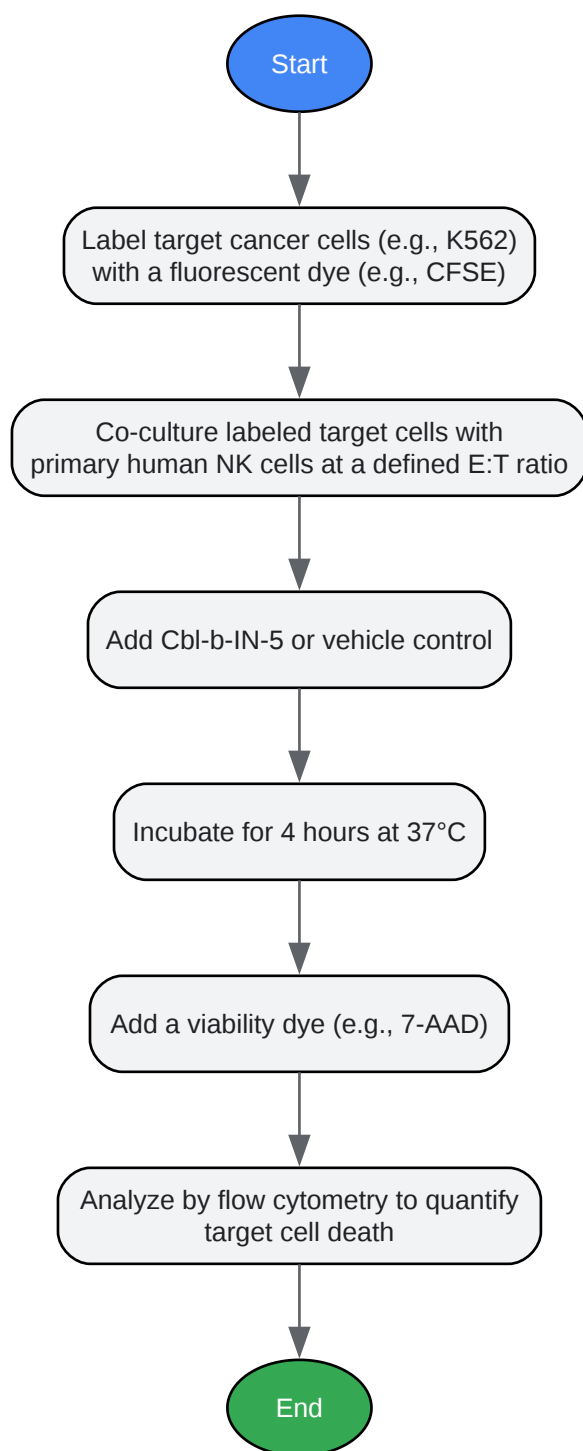 Start
Label target cancer cells (e.g., K562)
with a fluorescent dye (e.g., CFSE)
Co-culture labeled target cells with
primary human NK cells at a defined E:T ratio
Add Cbl-b-IN-5 or vehicle control
Incubate for 4 hours at 37°C
Add a viability dye (e.g., 7-AAD)
Analyze by flow cytometry to quantify
target cell death
End